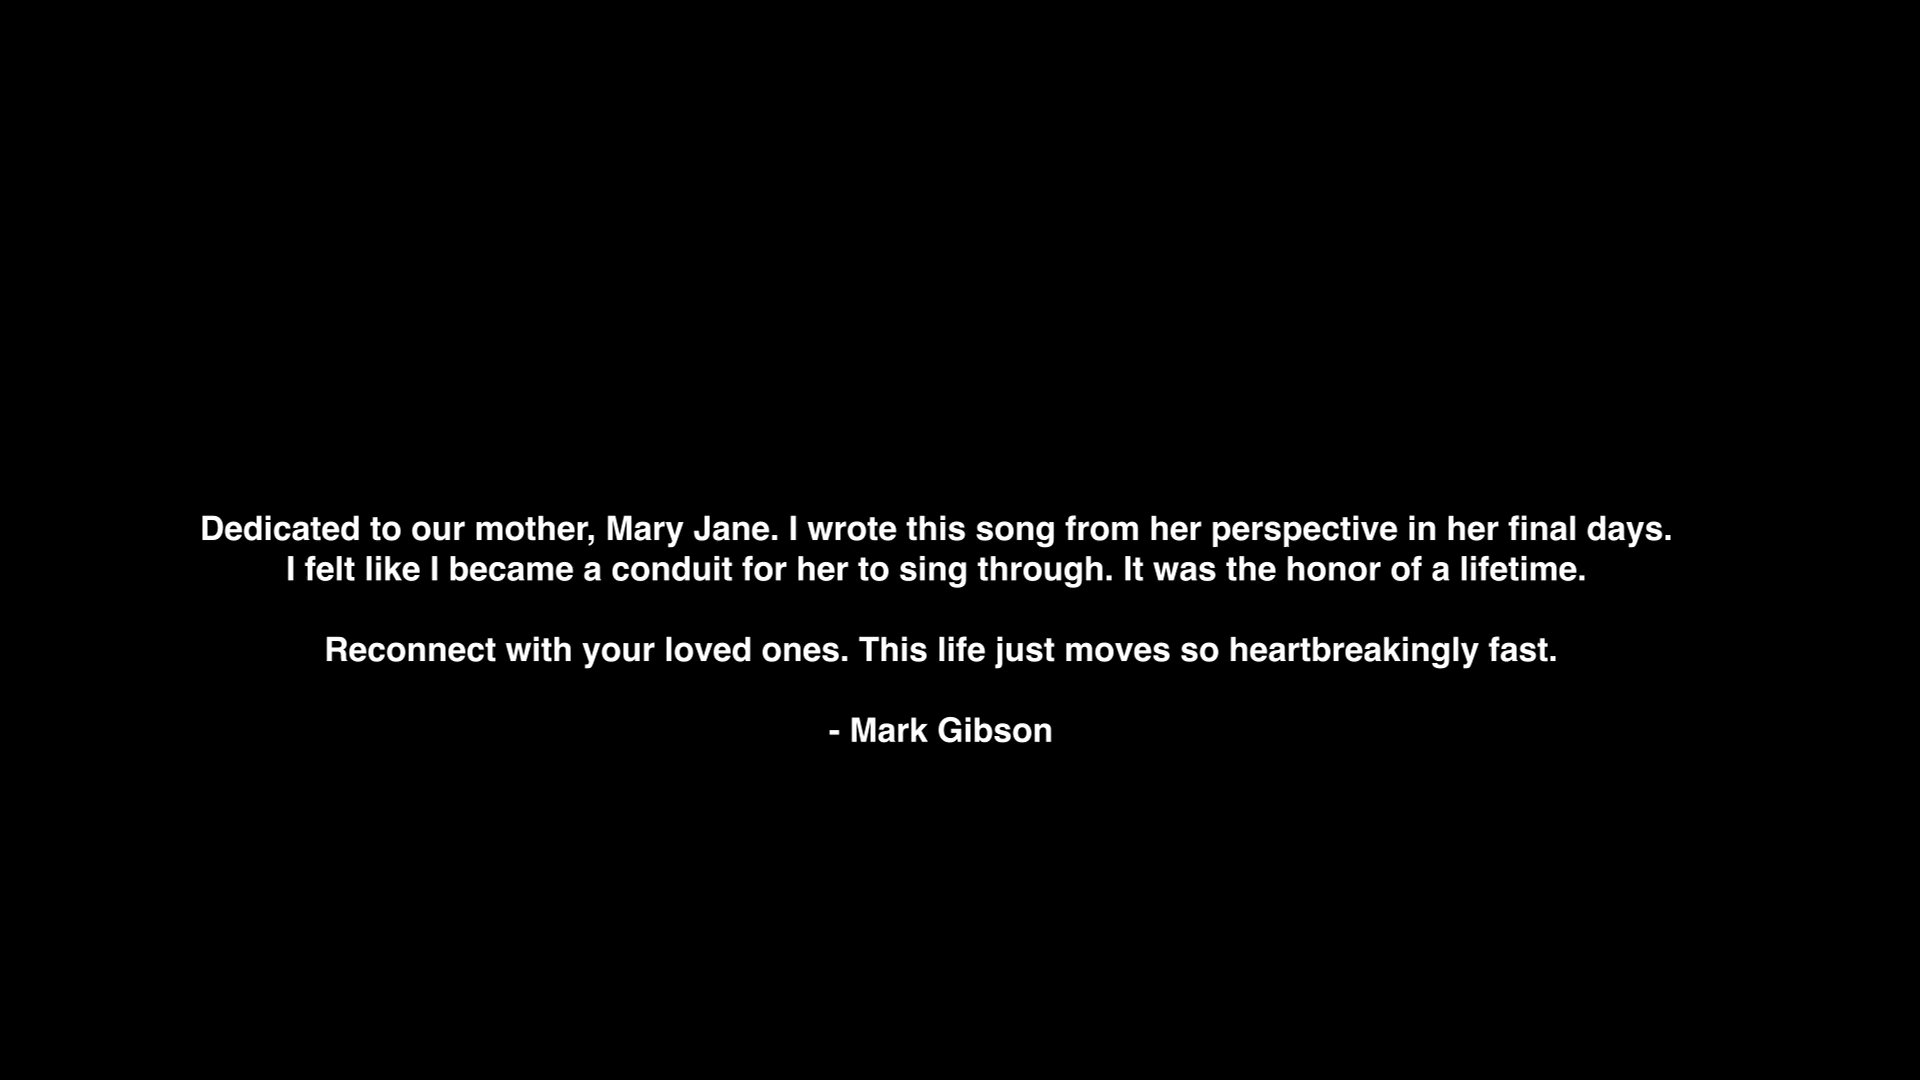 Dedicated to our mother, Mary Jane. I wrote this song from her perspective in her final days.
I felt like I became a conduit for her to sing through. It was the honor of a lifetime.
Reconnect with your loved ones. This life just moves so heartbreakingly fast.
- Mark Gibson